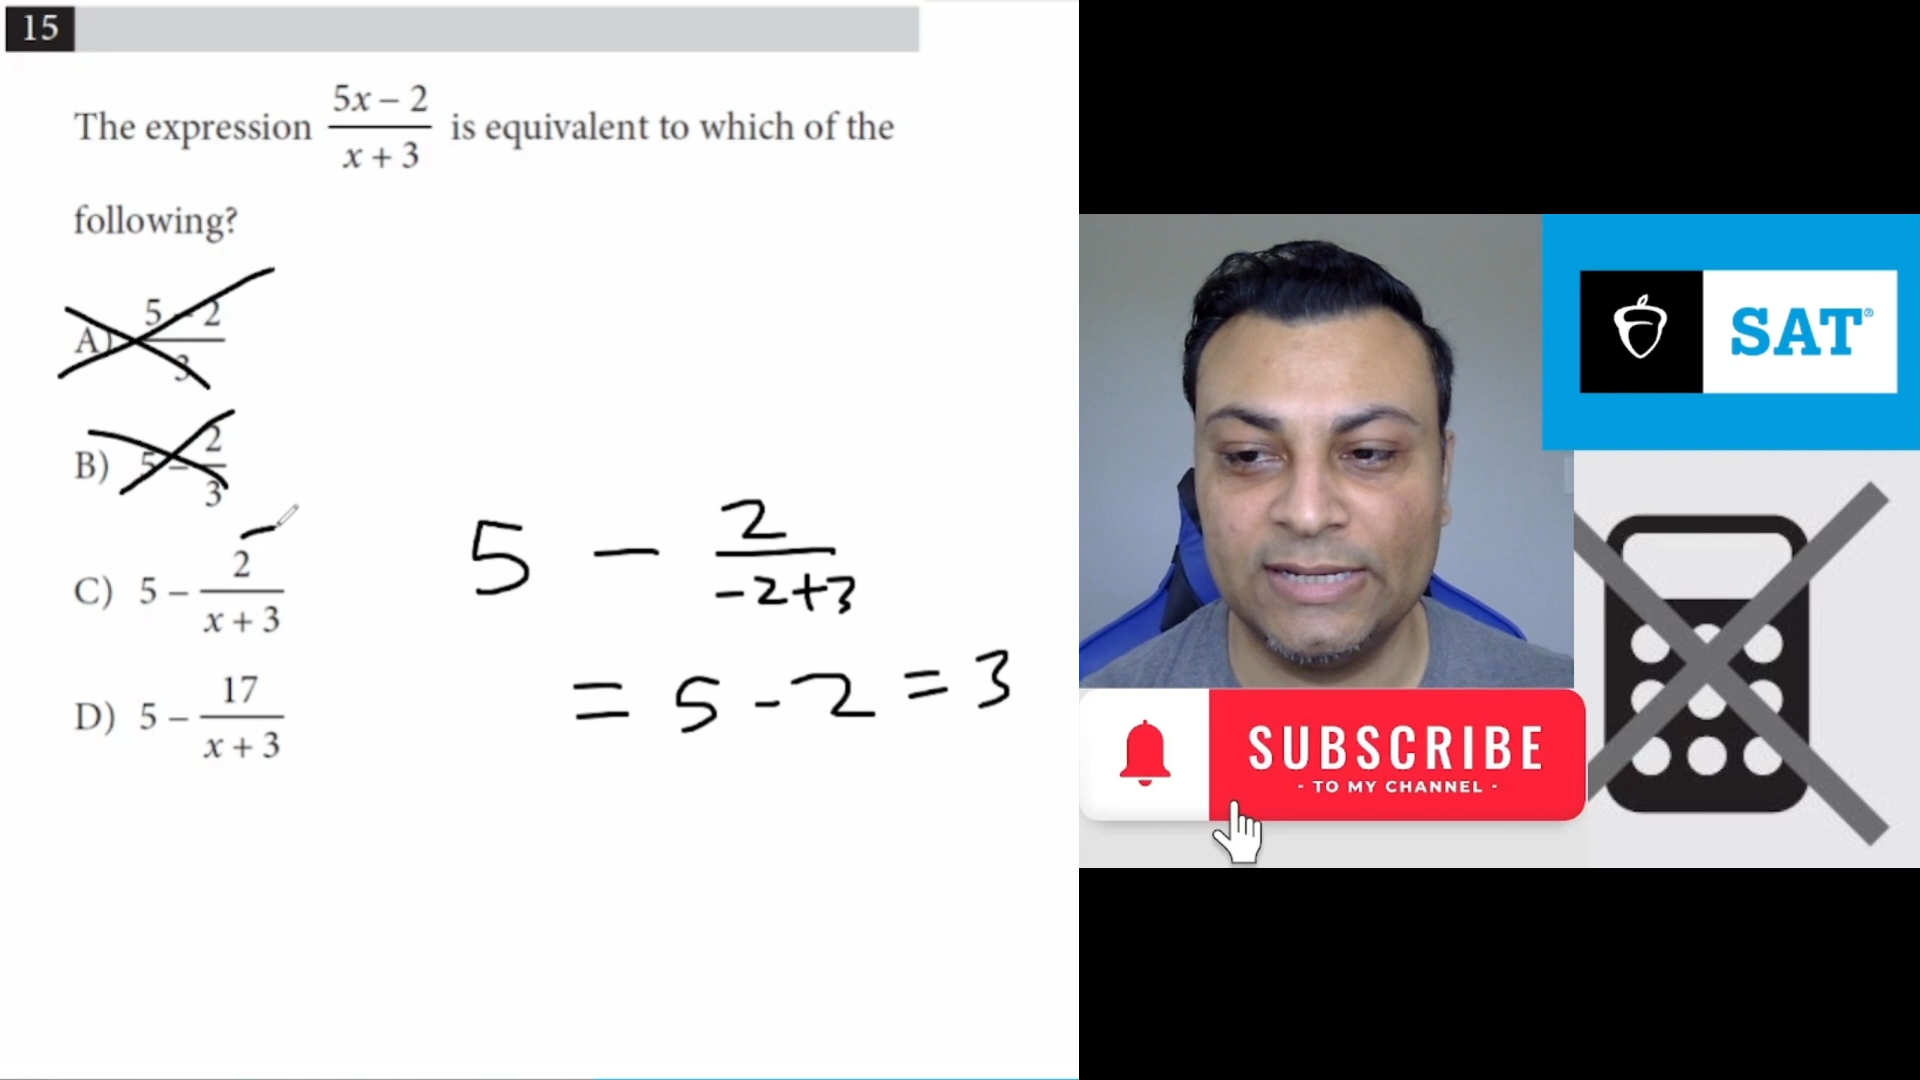 15
The expression (5x – 2)/(x + 3) is equivalent to which of the
following?
A) (5 – 2)/3
B) 5 – 2/3
C) 5 – 2/(x + 3)
D) 5 – 17/(x + 3)
5 – 2/(-2+3)
= 5 - 2 = 3
SAT®
SUBSCRIBE
- TO MY CHANNEL -